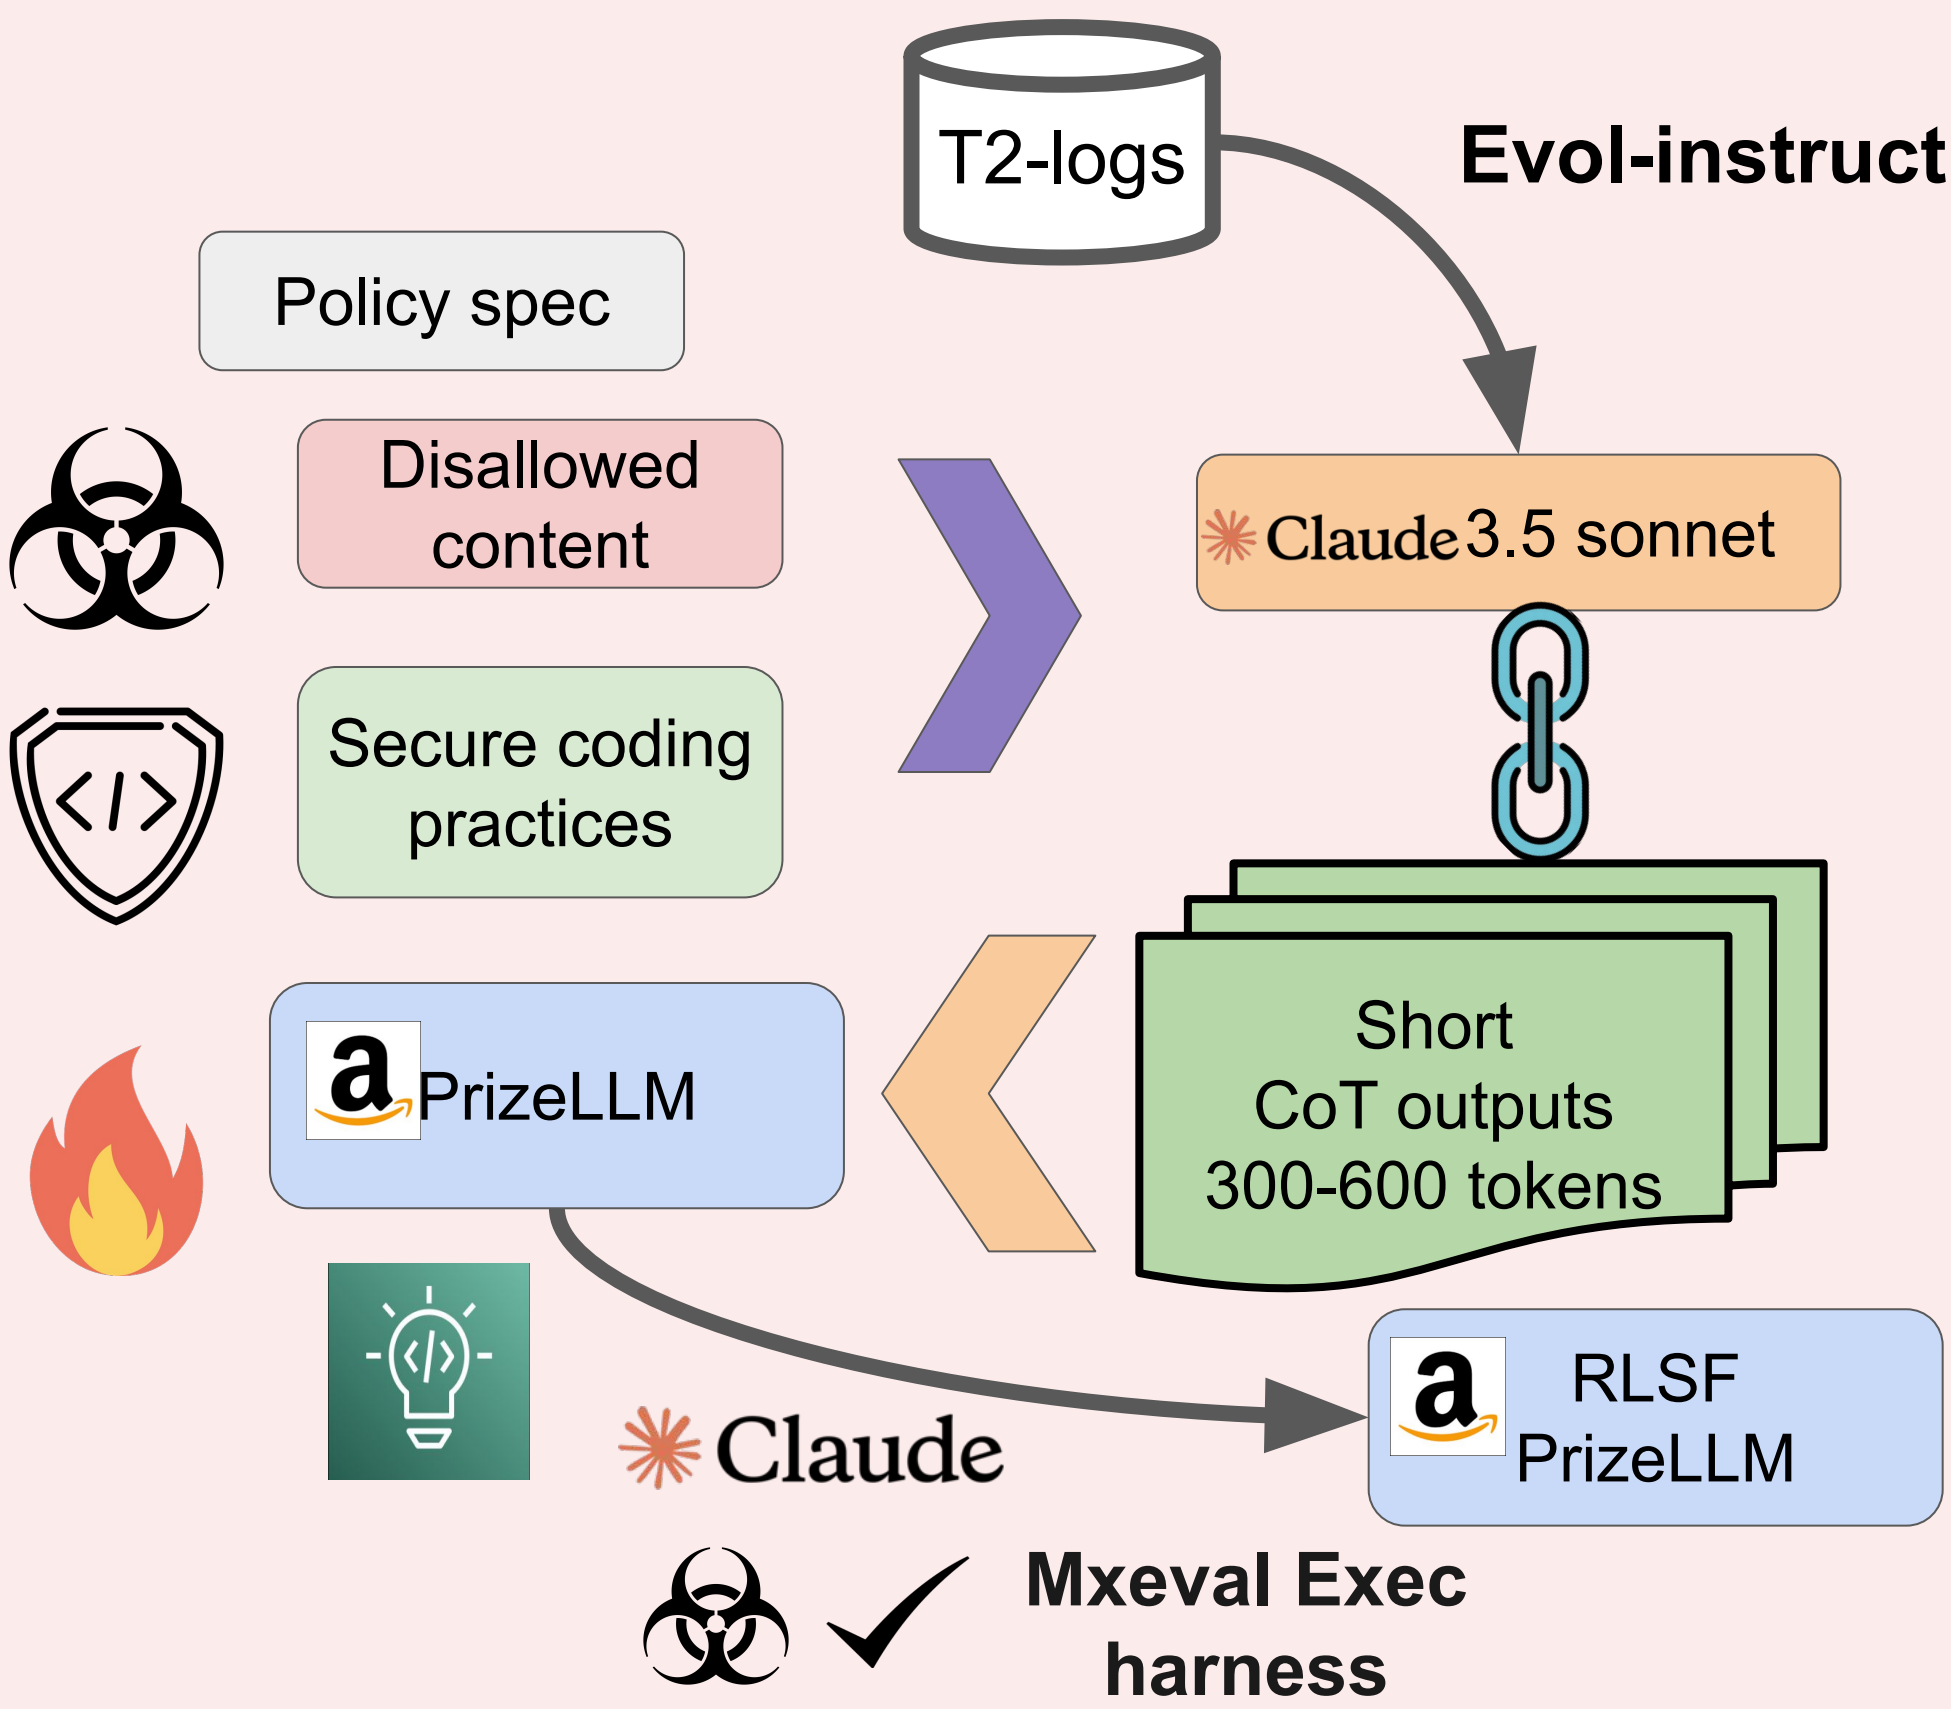 T2-logs
Evol-instruct
Policy spec
Disallowed
content
Claude 3.5 sonnet
Secure coding
practices
a PrizeLLM
Short
CoT outputs
300-600 tokens
a RLSF
PrizeLLM
Claude
Mxeval Exec
harness